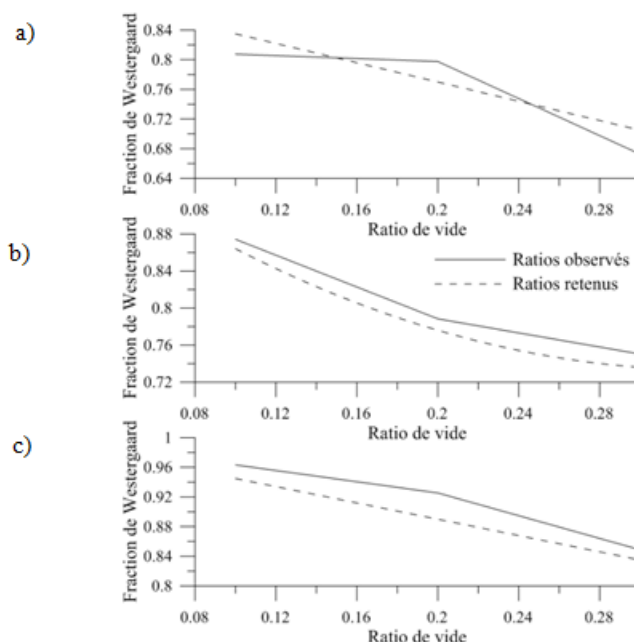 a)
Fraction de Westergaard
0.84
0.8
0.76
0.72
0.68
0.64
0.08 0.12 0.16 0.2 0.24 0.28
Ratio de vide
b)
Fraction de Westergaard
0.88
0.84
0.8
0.76
0.72
Ratios observés
Ratios retenus
0.08 0.12 0.16 0.2 0.24 0.28
Ratio de vide
c)
Fraction de Westergaard
1
0.96
0.92
0.88
0.84
0.8
0.08 0.12 0.16 0.2 0.24 0.28
Ratio de vide